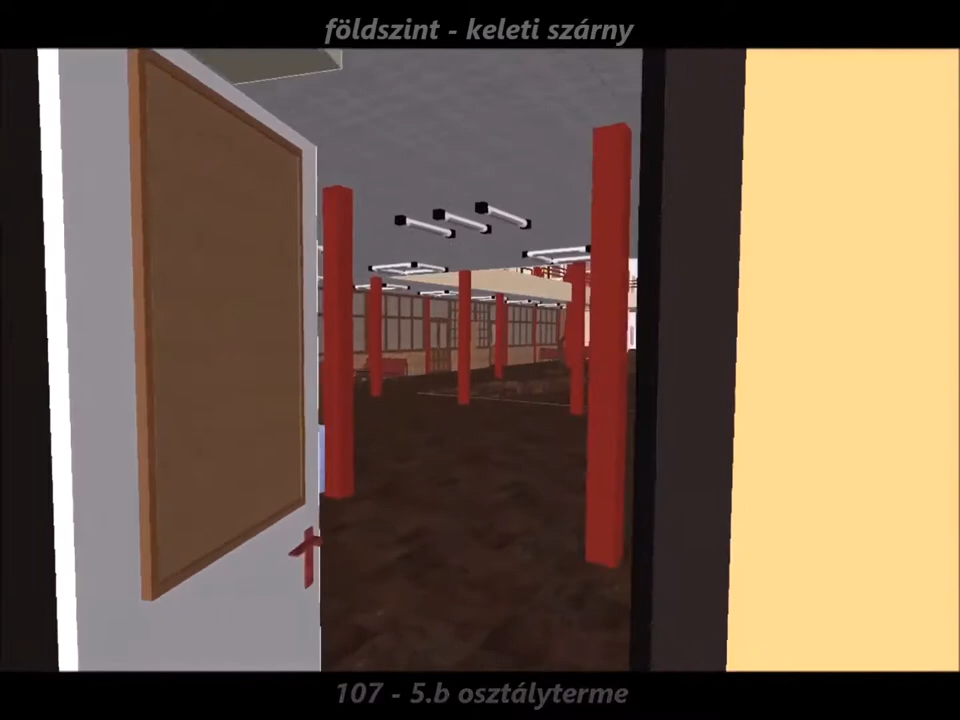 földszint - keleti szárny
107 - 5.b osztályterme